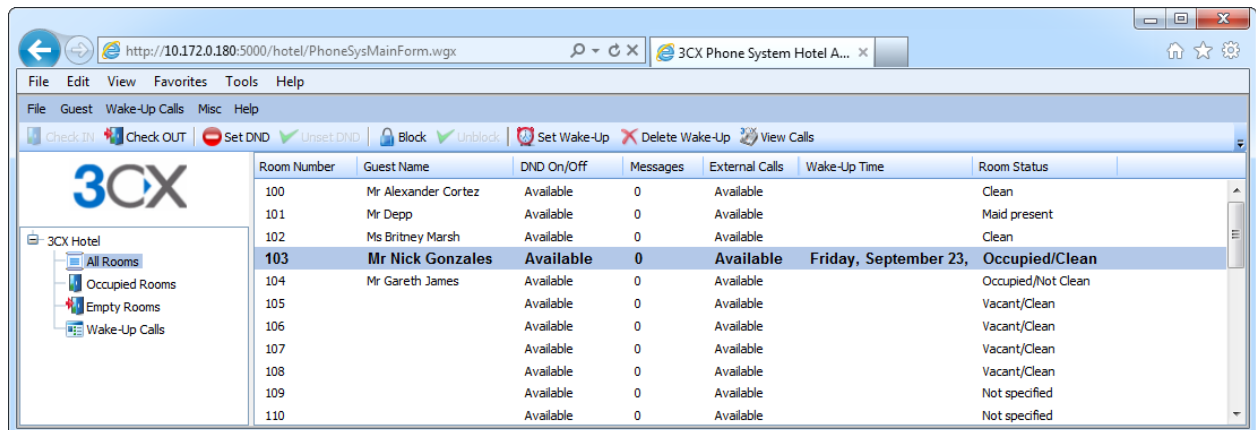 http://10.172.0.180:5000/hotel/PhoneSysMainForm.wgx 3CX Phone System Hotel A...
File Edit View Favorites Tools Help
File Guest Wake-Up Calls Misc Help
Check IN Check OUT Set DND Unset DND Block Unblock Set Wake-Up Delete Wake-Up View Calls
3CX
3CX Hotel
All Rooms
Occupied Rooms
Empty Rooms
Wake-Up Calls
Room Number Guest Name DND On/Off Messages External Calls Wake-Up Time Room Status
100 Mr Alexander Cortez Available 0 Available Clean
101 Mr Depp Available 0 Available Maid present
102 Ms Britney Marsh Available 0 Available Clean
103 Mr Nick Gonzales Available 0 Available Friday, September 23, Occupied/Clean
104 Mr Gareth James Available 0 Available Occupied/Not Clean
105 Available 0 Available Vacant/Clean
106 Available 0 Available Vacant/Clean
107 Available 0 Available Vacant/Clean
108 Available 0 Available Vacant/Clean
109 Available 0 Available Not specified
110 Available 0 Available Not specified